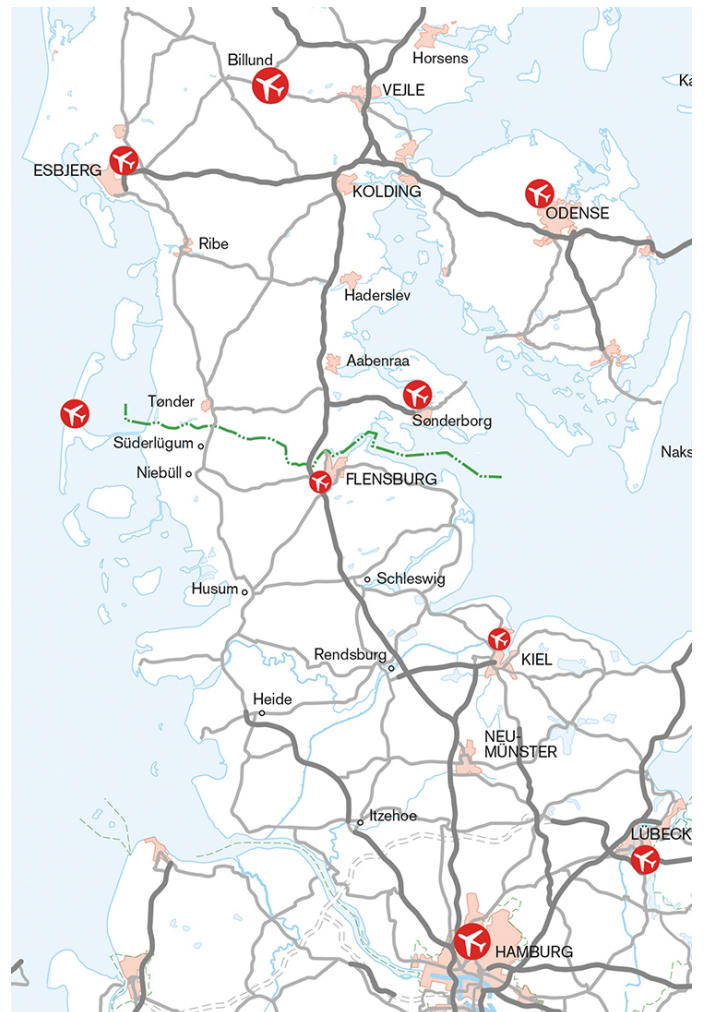 Billund
Horsens
VEJLE
Ka
ESBJERG
KOLDING
ODENSE
Ribe
Haderslev
Aabenraa
Tønder
Sønderborg
Süderlügum
Naks
Niebüll
FLENSBURG
Schleswig
Husum
Rendsburg
KIEL
Heide
NEU-
MÜNSTER
Itzehoe
LÜBECK
HAMBURG